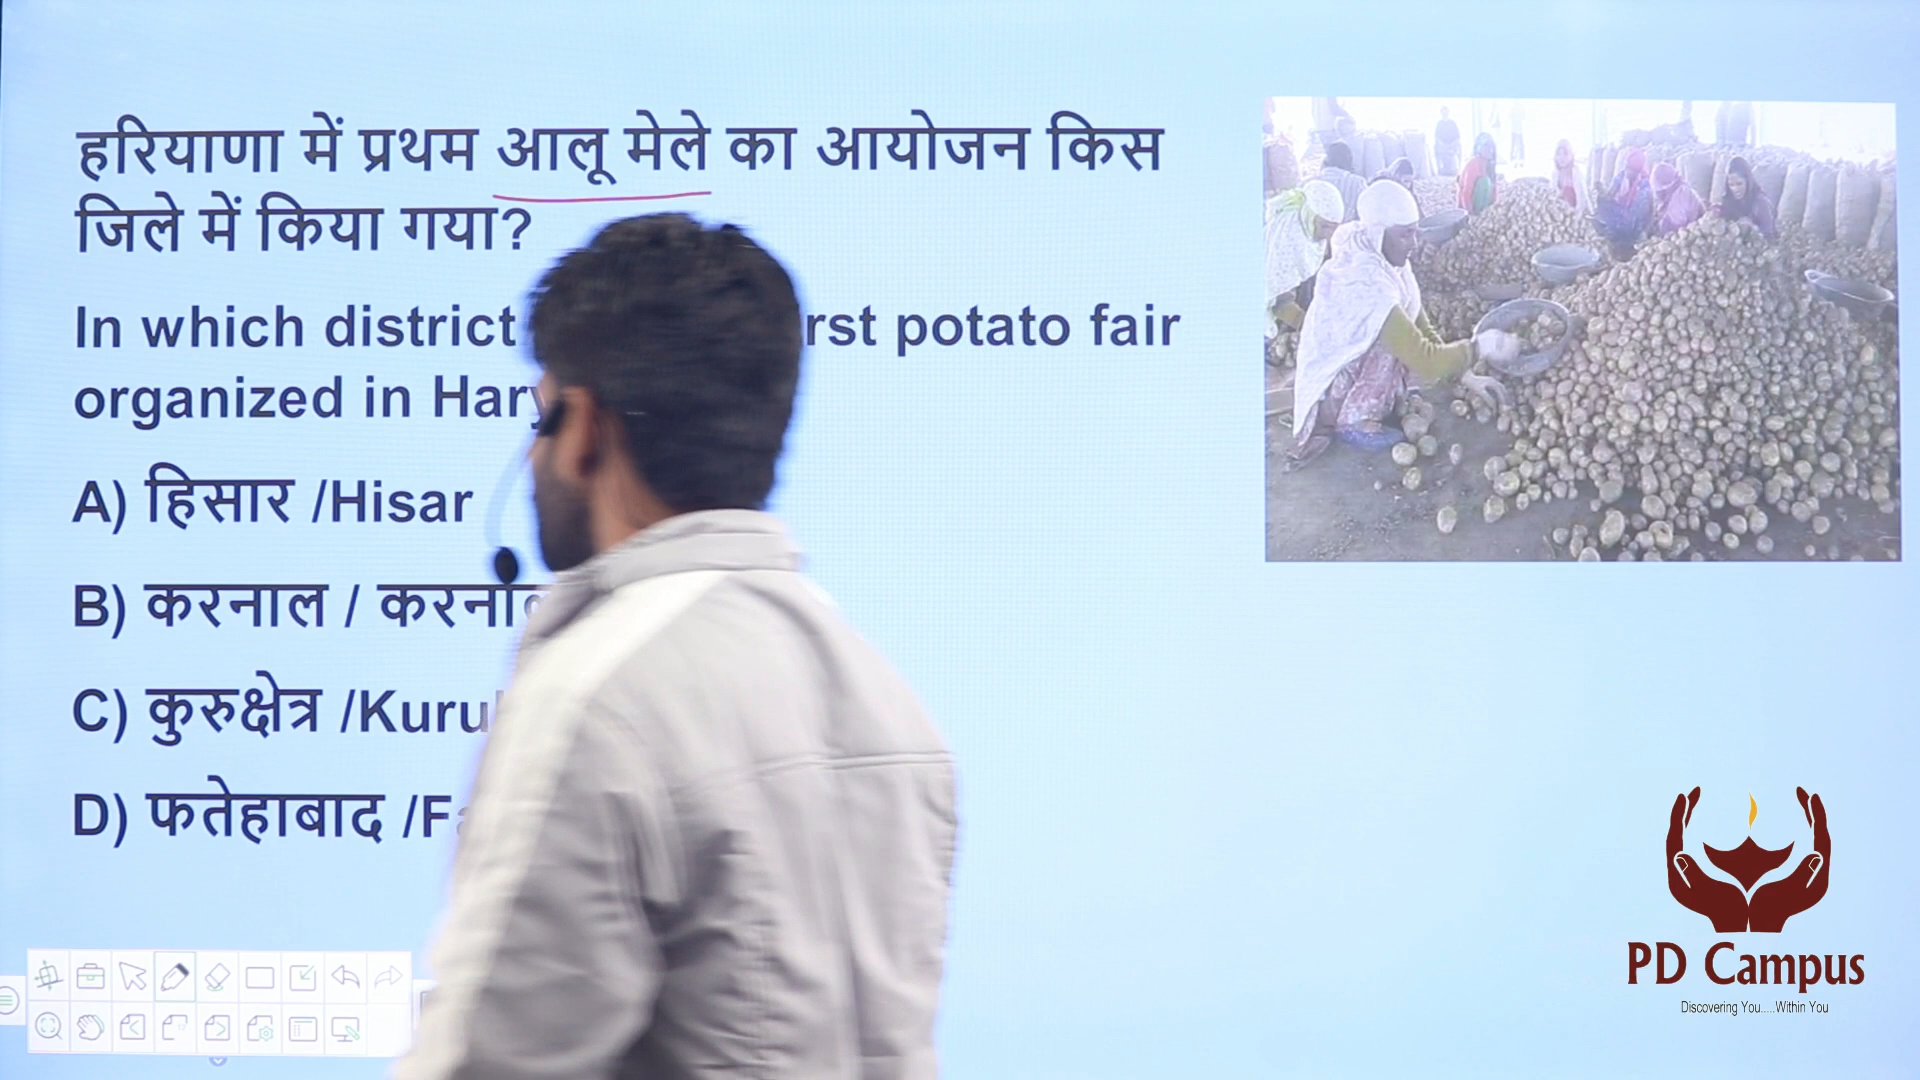 हरियाणा में प्रथम आलू मेले का आयोजन किस
जिले में किया गया?
In which district rst potato fair
organized in Har
A) हिसार /Hisar
B) करनाल / करना
C) कुरुक्षेत्र /Kuru
D) फतेहाबाद /F
PD Campus
Discovering You.....Within You